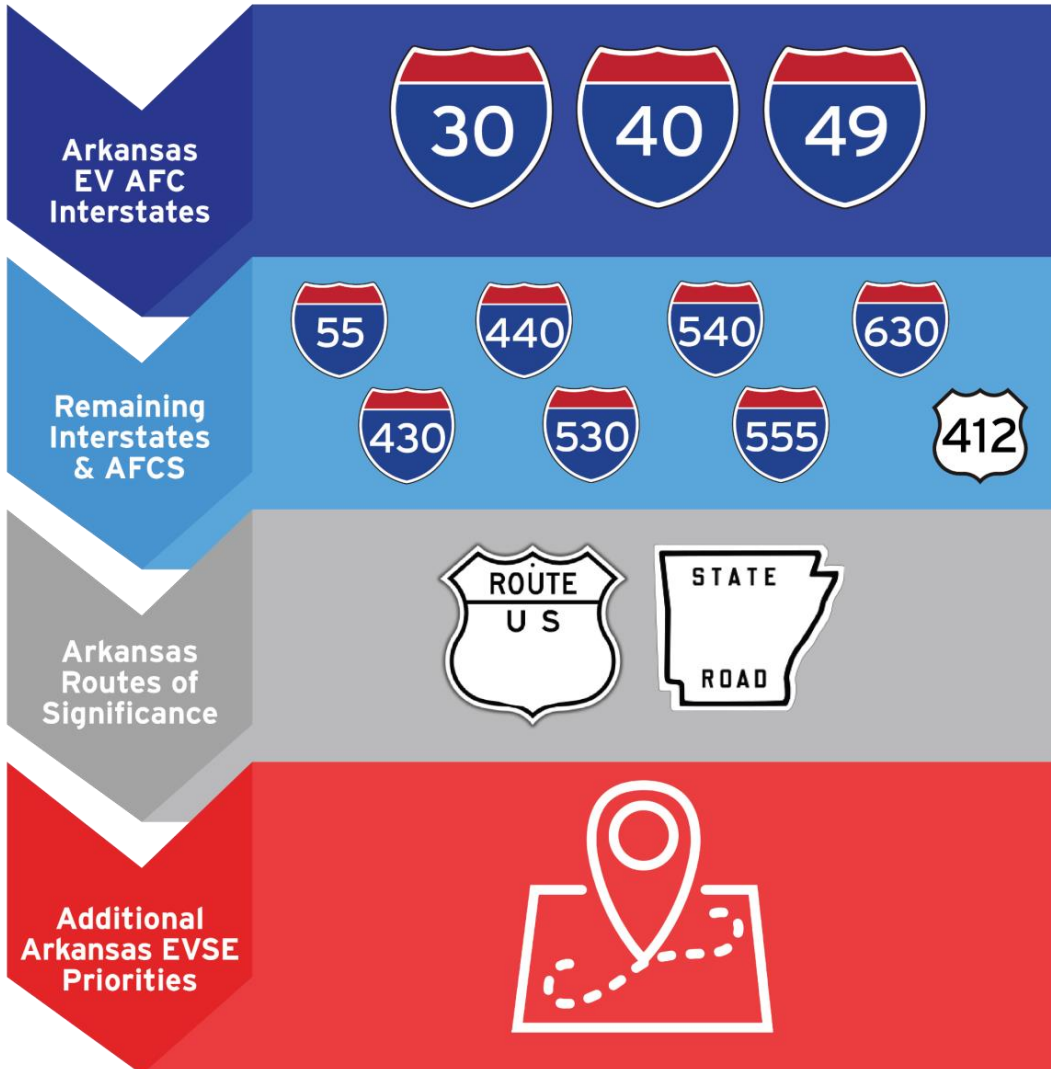 Arkansas
EV AFC
Interstates
30
40
49
Remaining
Interstates
& AFCS
55
440
540
630
430
530
555
412
Arkansas
Routes of
Significance
ROUTE
U S
STATE
ROAD
Additional
Arkansas EVSE
Priorities